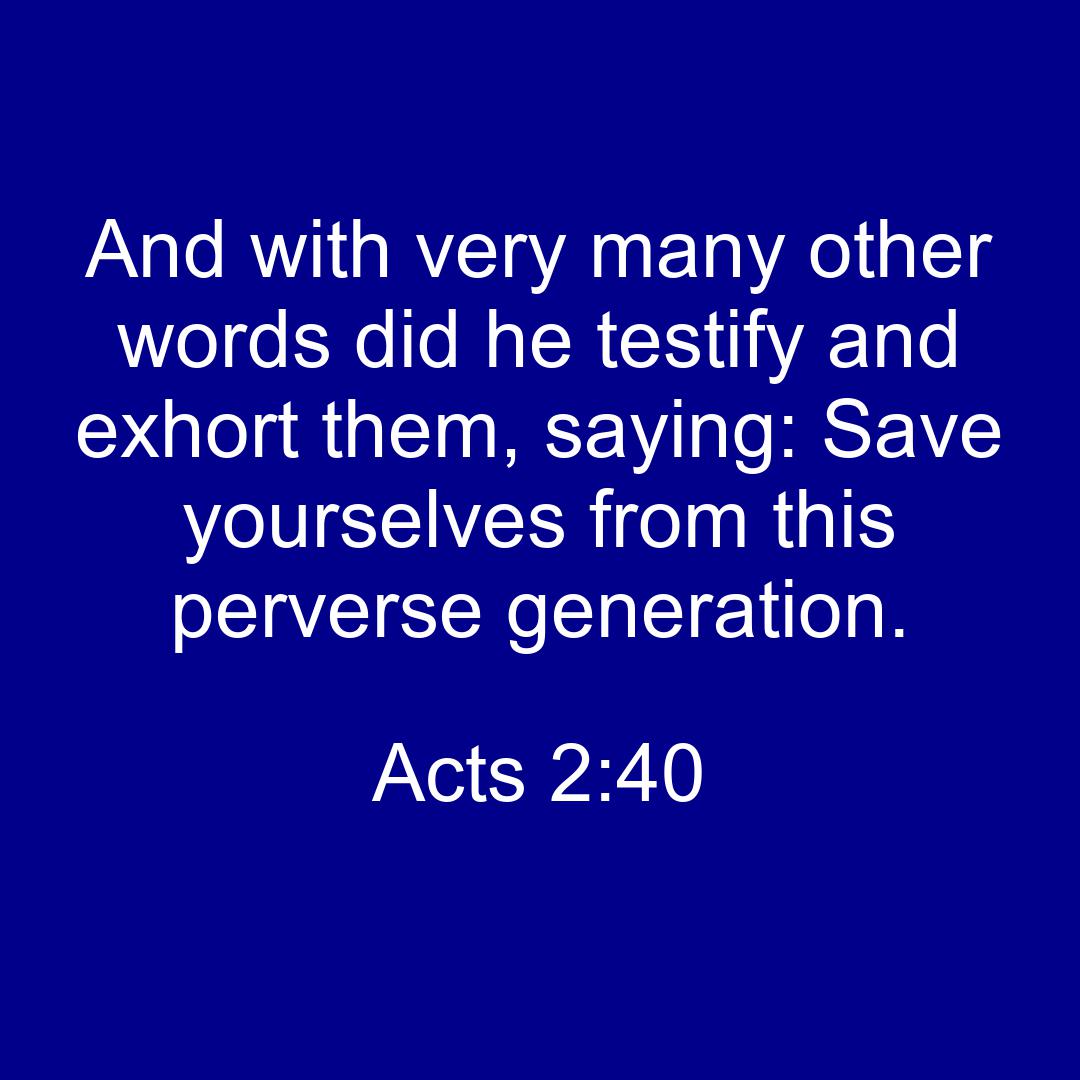 And with very many other
words did he testify and
exhort them, saying: Save
yourselves from this
perverse generation.
Acts 2:40